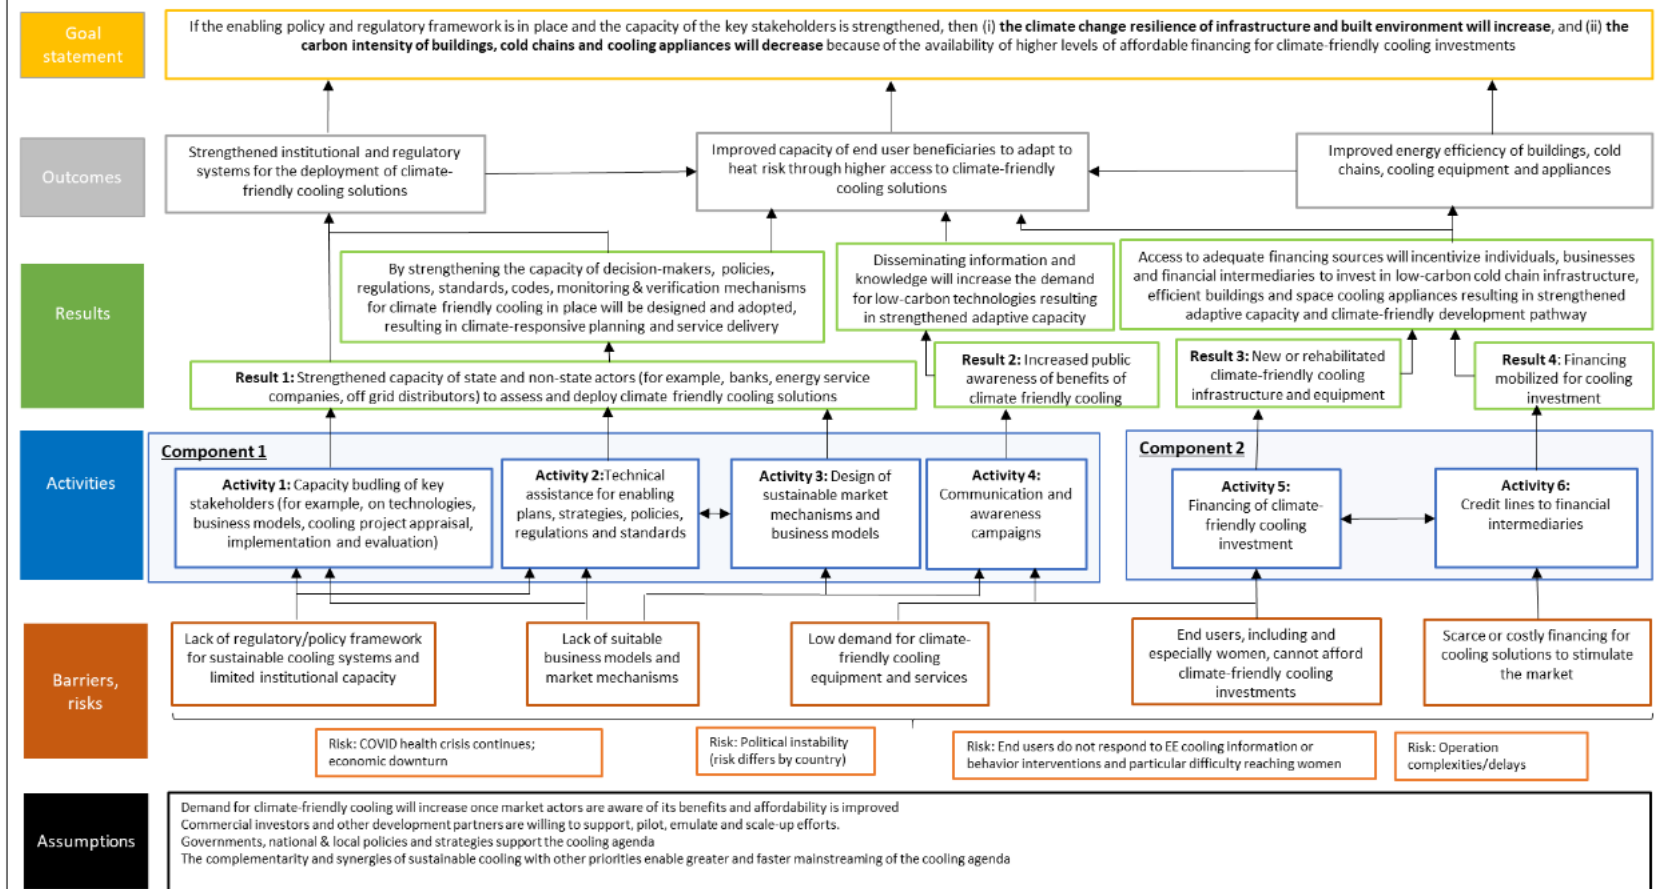 Goal
statement
If the enabling policy and regulatory framework is in place and the capacity of the key stakeholders is strengthened, then (i) the climate change resilience of infrastructure and built environment will increase, and (ii) the
carbon intensity of buildings, cold chains and cooling appliances will decrease because of the availability of higher levels of affordable financing for climate-friendly cooling investments
Outcomes
Strengthened institutional and regulatory
systems for the deployment of climate-
friendly cooling solutions
Improved capacity of end user beneficiaries to adapt to
heat risk through higher access to climate-friendly
cooling solutions
Improved energy efficiency of buildings, cold
chains, cooling equipment and appliances
Results
By strengthening the capacity of decision-makers, policies,
regulations, standards, codes, monitoring & verification mechanisms
for climate friendly cooling in place will be designed and adopted,
resulting in climate-responsive planning and service delivery
Disseminating information and
knowledge will increase the demand
for low-carbon technologies resulting
in strengthened adaptive capacity
Access to adequate financing sources will incentivize individuals, businesses
and financial intermediaries to invest in low-carbon cold chain infrastructure,
efficient buildings and space cooling appliances resulting in strengthened
adaptive capacity and climate-friendly development pathway
Result 1: Strengthened capacity of state and non-state actors (for example, banks, energy service
companies, off grid distributors) to assess and deploy climate friendly cooling solutions
Result 2: Increased public
awareness of benefits of
climate friendly cooling
Result 3: New or rehabilitated
climate-friendly cooling
infrastructure and equipment
Result 4: Financing
mobilized for cooling
investment
Activities
Component 1
Activity 1: Capacity budling of key
stakeholders (for example, on technologies,
business models, cooling project appraisal,
implementation and evaluation)
Activity 2:Technical
assistance for enabling
plans, strategies, policies,
regulations and standards
Activity 3: Design of
sustainable market
mechanisms and
business models
Activity 4:
Communication and
awareness
campaigns
Component 2
Activity 5:
Financing of climate-
friendly cooling
investment
Activity 6:
Credit lines to financial
intermediaries
Barriers,
risks
Lack of regulatory/policy framework
for sustainable cooling systems and
limited institutional capacity
Lack of suitable
business models and
market mechanisms
Low demand for climate-
friendly cooling
equipment and services
End users, including and
especially women, cannot afford
climate-friendly cooling
investments
Scarce or costly financing for
cooling solutions to stimulate
the market
Risk: COVID health crisis continues;
economic downturn
Risk: Political instability
(risk differs by country)
Risk: End users do not respond to EE cooling information or
behavior interventions and particular difficulty reaching women
Risk: Operation
complexities/delays
Assumptions
Demand for climate-friendly cooling will increase once market actors are aware of its benefits and affordability is improved
Commercial investors and other development partners are willing to support, pilot, emulate and scale-up efforts.
Governments, national & local policies and strategies support the cooling agenda
The complementarity and synergies of sustainable cooling with other priorities enable greater and faster mainstreaming of the cooling agenda